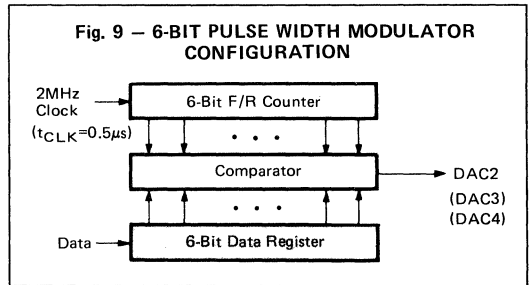 Fig. 9 — 6-BIT PULSE WIDTH MODULATOR
CONFIGURATION
2MHz
Clock
(tCLK=0.5μs)
6-Bit F/R Counter
. . .
Comparator
DAC2
(DAC3)
(DAC4)
. . .
Data
6-Bit Data Register